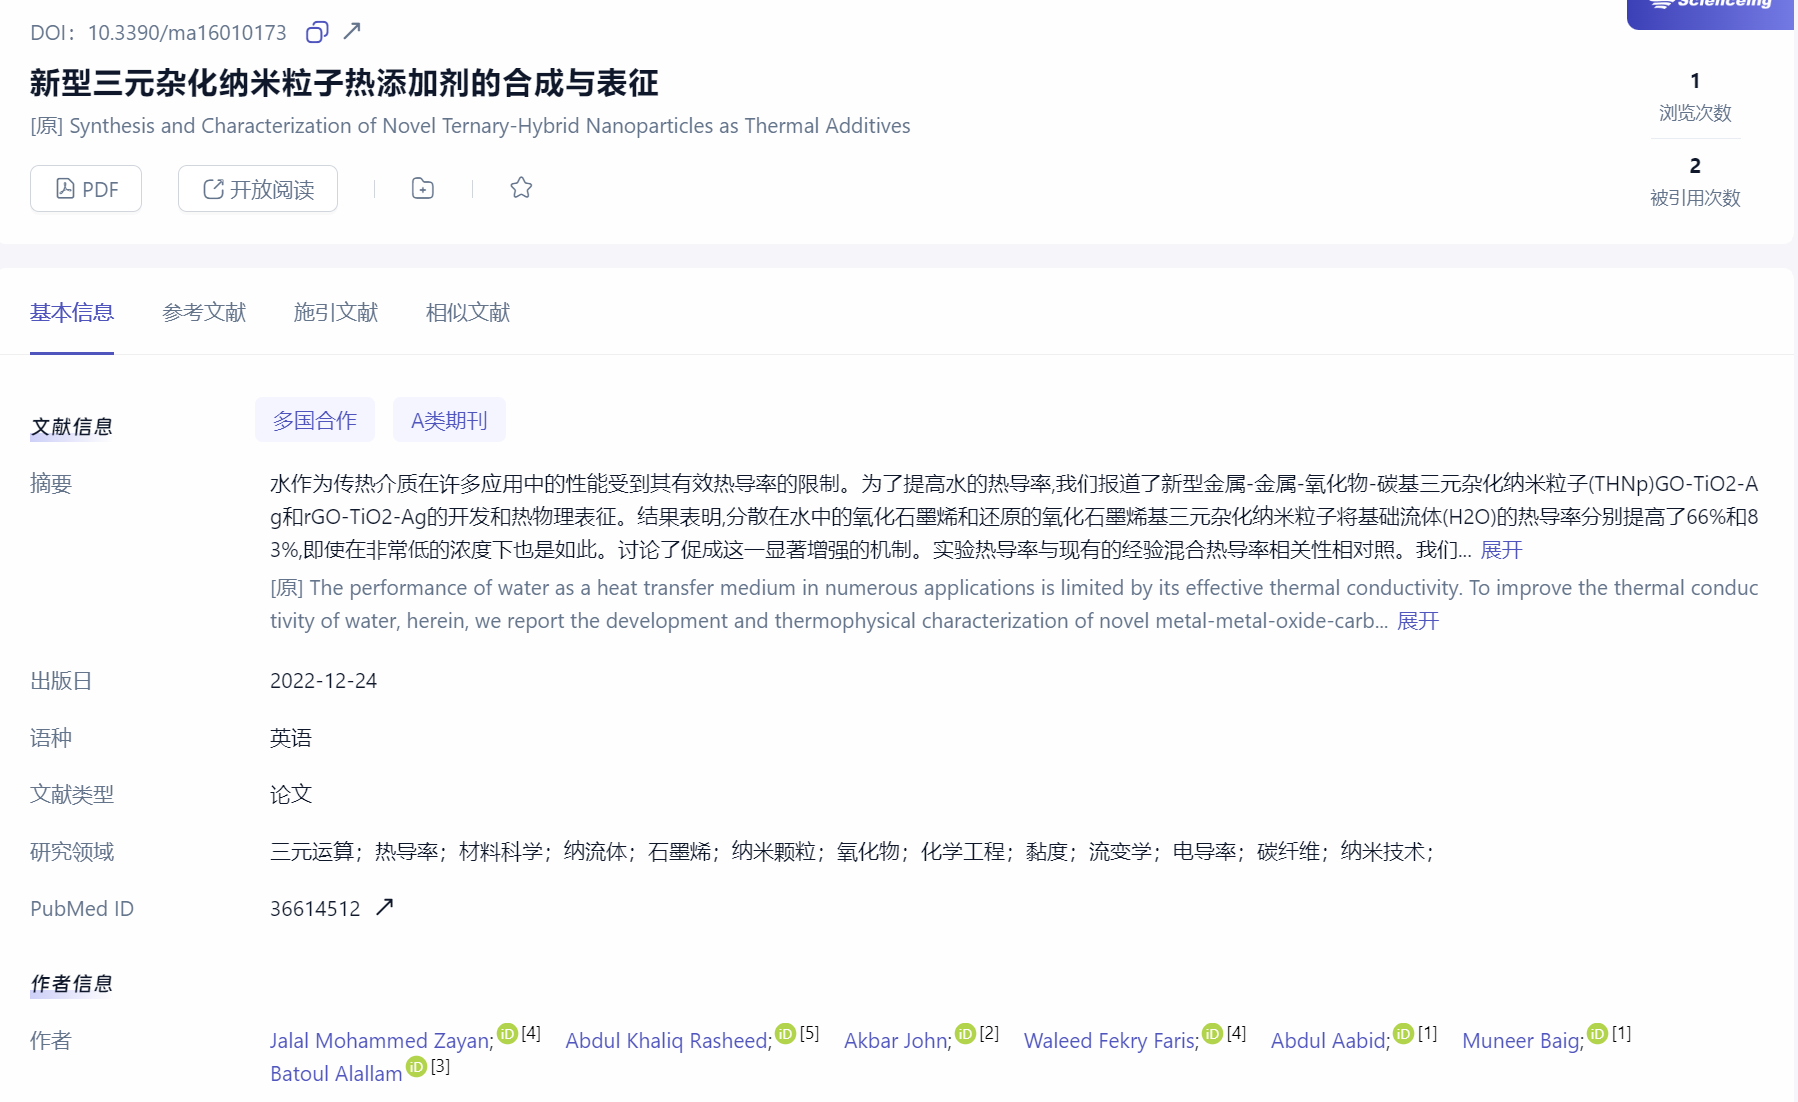 Scienceing
DOI：10.3390/ma16010173
新型三元杂化纳米粒子热添加剂的合成与表征
[原] Synthesis and Characterization of Novel Ternary-Hybrid Nanoparticles as Thermal Additives
1
浏览次数
2
被引用次数
PDF
开放阅读
基本信息
参考文献
施引文献
相似文献
文献信息
多国合作
A类期刊
摘要
水作为传热介质在许多应用中的性能受到其有效热导率的限制。为了提高水的热导率,我们报道了新型金属-金属-氧化物-碳基三元杂化纳米粒子(THNp)GO-TiO2-A
g和rGO-TiO2-Ag的开发和热物理表征。结果表明,分散在水中的氧化石墨烯和还原的氧化石墨烯基三元杂化纳米粒子将基础流体(H2O)的热导率分别提高了66%和8
3%,即使在非常低的浓度下也是如此。讨论了促成这一显著增强的机制。实验热导率与现有的经验混合热导率相关性相对照。我们... 展开
[原] The performance of water as a heat transfer medium in numerous applications is limited by its effective thermal conductivity. To improve the thermal conduc
tivity of water, herein, we report the development and thermophysical characterization of novel metal-metal-oxide-carb... 展开
出版日
2022-12-24
语种
英语
文献类型
论文
研究领域
三元运算；热导率；材料科学；纳流体；石墨烯；纳米颗粒；氧化物；化学工程；黏度；流变学；电导率；碳纤维；纳米技术；
PubMed ID
36614512
作者信息
作者
Jalal Mohammed Zayan; iD [4] Abdul Khaliq Rasheed; iD [5] Akbar John; iD [2] Waleed Fekry Faris; iD [4] Abdul Aabid; iD [1] Muneer Baig; iD [1]
Batoul Alallam iD [3]